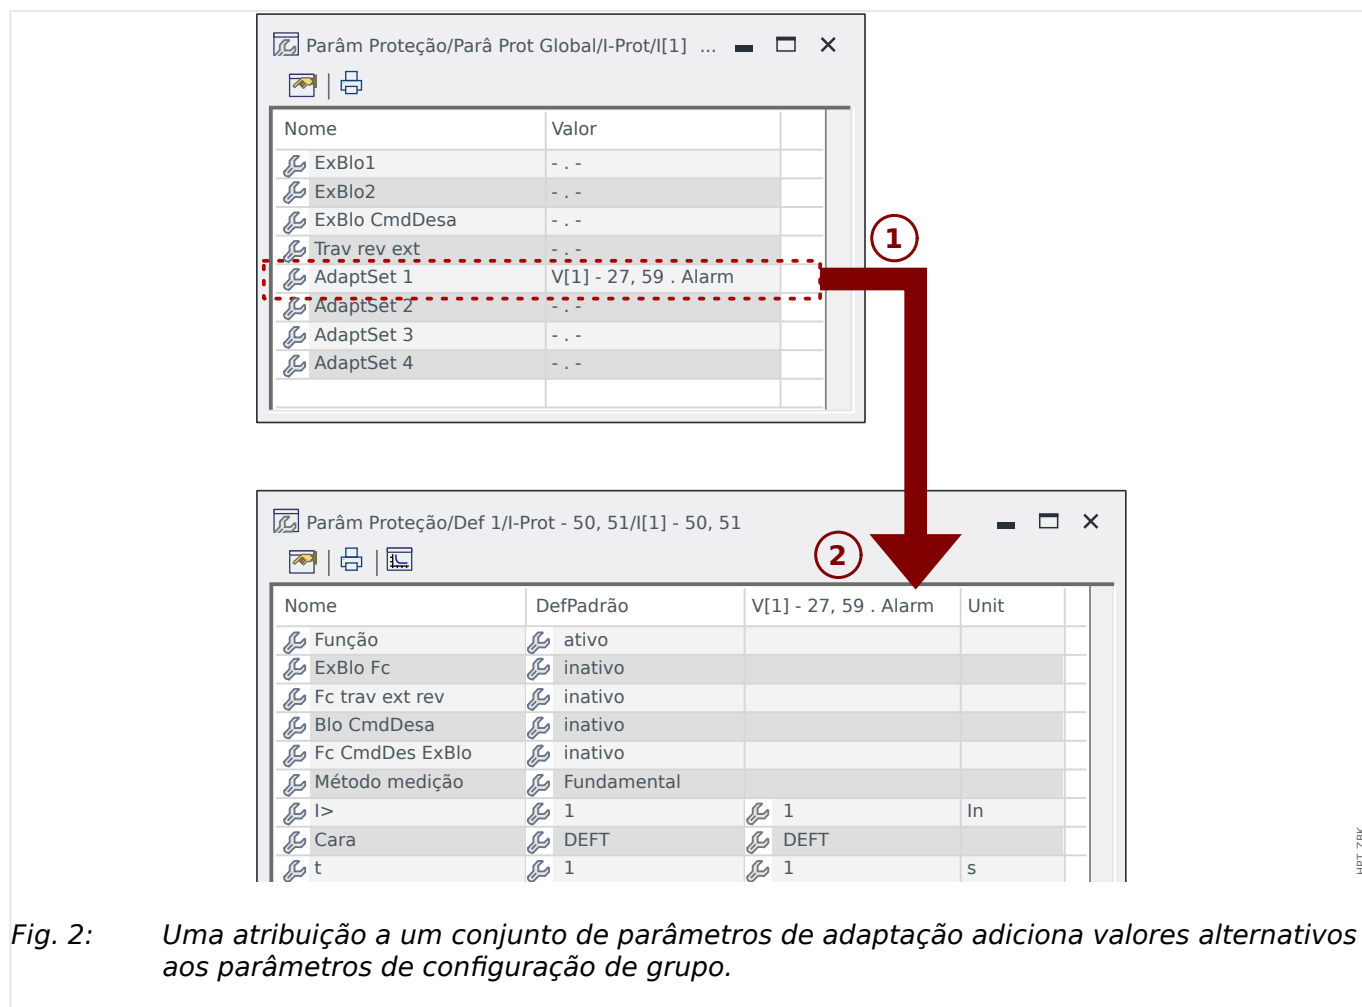 Parâm Proteção/Parâ Prot Global/I-Prot/I[1] ...
Nome Valor
ExBlo1 - . -
ExBlo2 - . -
ExBlo CmdDesa - . -
Trav rev ext - . -
1
AdaptSet 1 V[1] - 27, 59 . Alarm
AdaptSet 2 - . -
AdaptSet 3 - . -
AdaptSet 4 - . -
Parâm Proteção/Def 1/I-Prot - 50, 51/I[1] - 50, 51
2
Nome DefPadrão V[1] - 27, 59 . Alarm Unit
Função ativo
ExBlo Fc inativo
Fc trav ext rev inativo
Blo CmdDesa inativo
Fc CmdDes ExBlo inativo
Método medição Fundamental
I> 1 1 In
Cara DEFT DEFT
t 1 1 s
HPT ZBK
Fig. 2: Uma atribuição a um conjunto de parâmetros de adaptação adiciona valores alternativos
aos parâmetros de configuração de grupo.